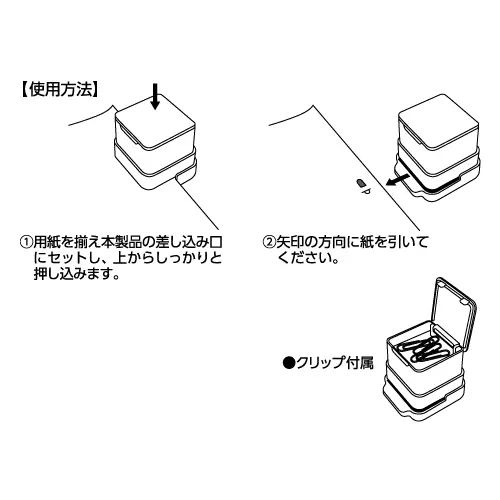 【使用方法】
①用紙を揃え本製品の差し込み口
にセットし、上からしっかりと
押し込みます。
②矢印の方向に紙を引いて
ください。
●クリップ付属